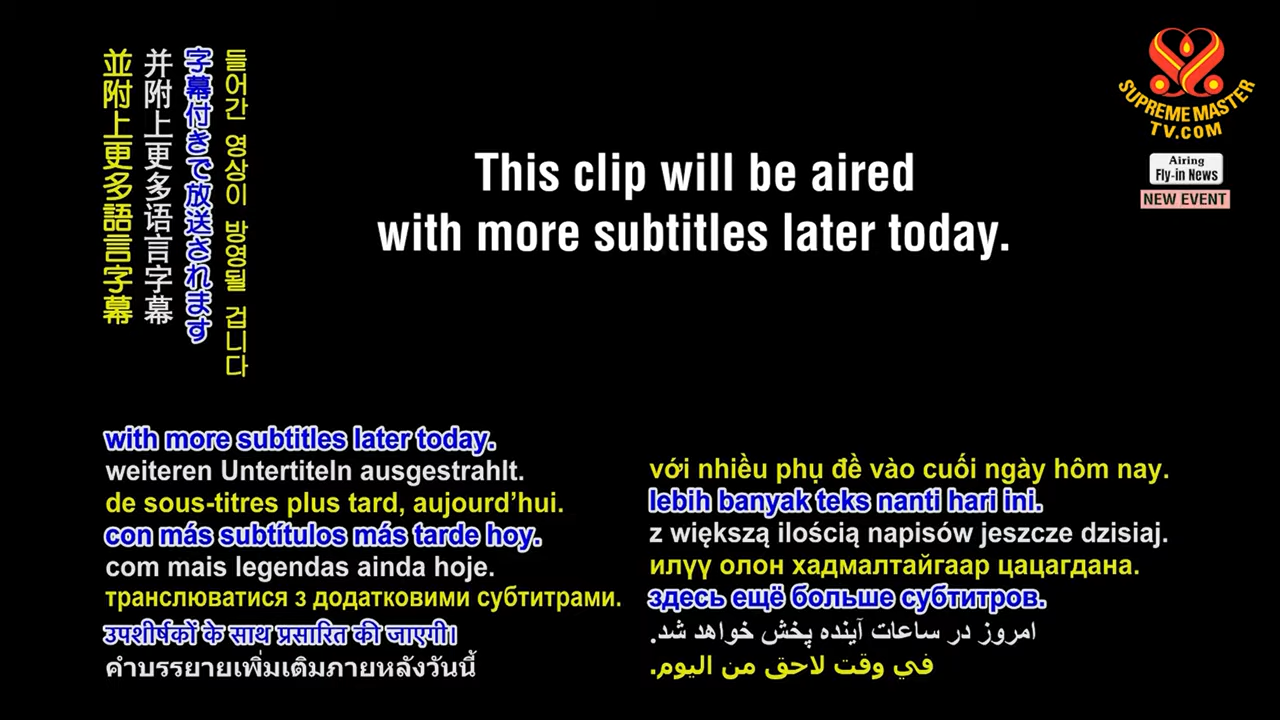 並附上更多語言字幕
并附上更多语言字幕
字幕付きで放送されます
들어간 영상이 방영될 겁니다
This clip will be aired
with more subtitles later today.
SUPREME MASTER
TV.COM
Airing
Fly-in News
NEW EVENT
with more subtitles later today.
weiteren Untertiteln ausgestrahlt.
de sous-titres plus tard, aujourd’hui.
con más subtítulos más tarde hoy.
com mais legendas ainda hoje.
транслюватися з додатковими субтитрами.
उपशीर्षकों के साथ प्रसारित की जाएगी।
คำบรรยายเพิ่มเติมภายหลังวันนี้
với nhiều phụ đề vào cuối ngày hôm nay.
lebih banyak teks nanti hari ini.
z większą ilością napisów jeszcze dzisiaj.
илүү олон хадмалтайгаар цацагдана.
здесь ещё больше субтитров.
امروز در ساعات آینده پخش خواهد شد.
في وقت لاحق من اليوم.